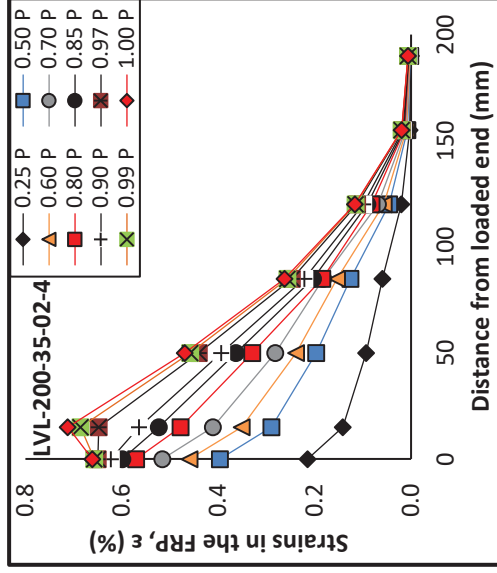 LVL-200-35-02-4
0.25 P
0.50 P
0.60 P
0.70 P
0.80 P
0.85 P
0.90 P
0.97 P
0.99 P
1.00 P
Strains in the FRP, ε (%)
0.8
0.6
0.4
0.2
0.0
0
50
100
150
200
Distance from loaded end (mm)